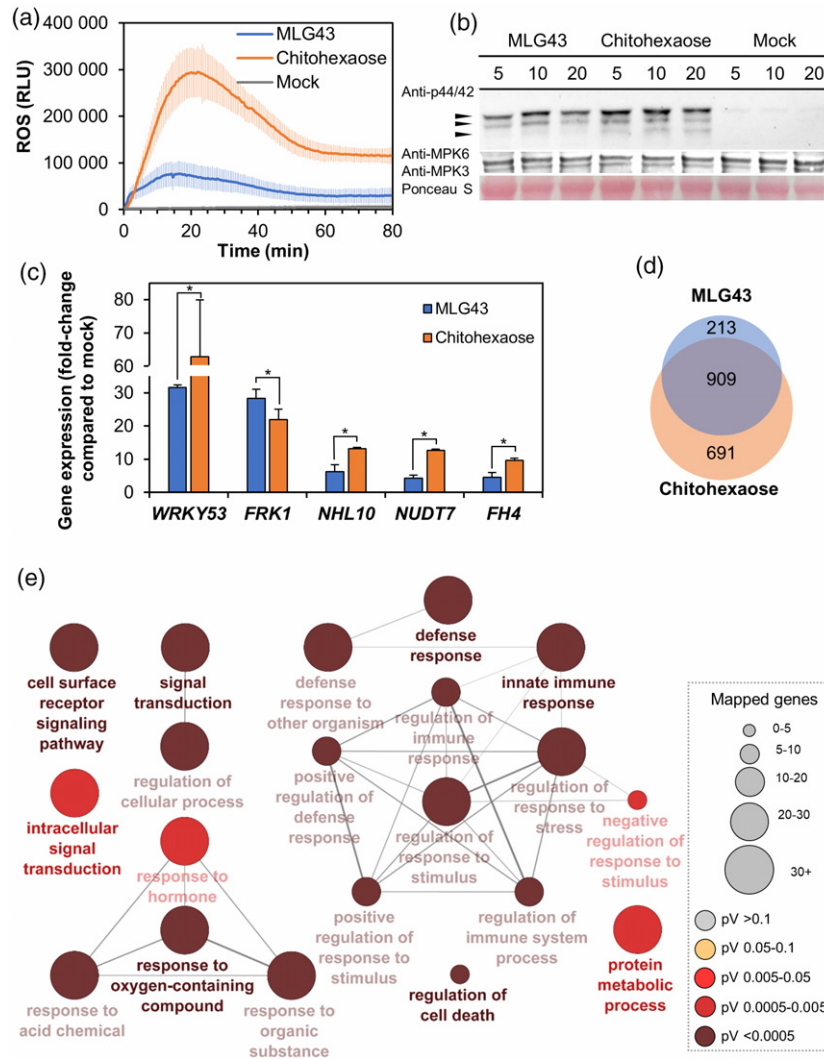 (a)
400 000
300 000
200 000
100 000
0
ROS (RLU)
MLG43
Chitohexaose
Mock
0 20 40 60 80
Time (min)
(b)
MLG43 Chitohexaose Mock
5 10 20 5 10 20 5 10 20
Anti-p44/42
Anti-MPK6
Anti-MPK3
Ponceau S
(c)
Gene expression (fold-change
compared to mock)
80
60
30
20
10
0
MLG43
Chitohexaose
* * * * *
WRKY53 FRK1 NHL10 NUDT7 FH4
(d)
MLG43
213
909
691
Chitohexaose
(e)
cell surface
receptor
signaling
pathway
signal
transduction
regulation of
cellular process
intracellular
signal
transduction
response to
hormone
response to
oxygen-containing
compound
response to
acid chemical
response to
organic
substance
defense
response
defense
response to
other organism
innate immune
response
regulation of
immune
response
positive
regulation of
defense
response
regulation of
response to
stress
regulation of
response to
stimulus
negative
regulation of
response to
stimulus
positive
regulation of
response to
stimulus
regulation of
immune system
process
regulation of
cell death
protein
metabolic
process
Mapped genes
0-5
5-10
10-20
20-30
30+
pV >0.1
pV 0.05-0.1
pV 0.005-0.05
pV 0.0005-0.005
pV <0.0005